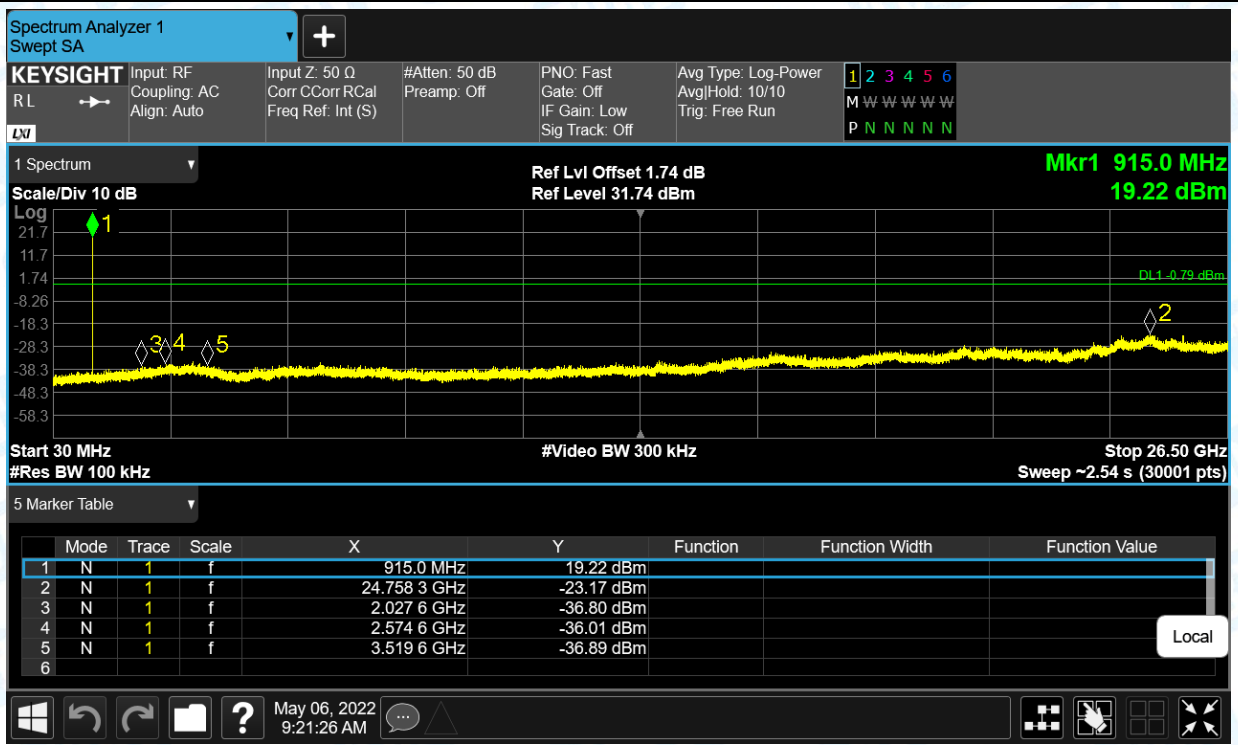 Spectrum Analyzer 1
Swept SA
KEYSIGHT
R L
LXI
Input: RF
Coupling: AC
Align: Auto
Input Z: 50 Ω
Corr CCorr RCal
Freq Ref: Int (S)
#Atten: 50 dB
Preamp: Off
PNO: Fast
Gate: Off
IF Gain: Low
Sig Track: Off
Avg Type: Log-Power
Avg|Hold: 10/10
Trig: Free Run
1 2 3 4 5 6
M W W W W W
P N N N N N
1 Spectrum
Scale/Div 10 dB
Ref Lvl Offset 1.74 dB
Ref Level 31.74 dBm
Mkr1 915.0 MHz
19.22 dBm
Log
21.7
11.7
1.74
-8.26
-18.3
-28.3
-38.3
-48.3
-58.3
1
3 4 5
2
DL1 -0.79 dBm
Start 30 MHz
#Res BW 100 kHz
#Video BW 300 kHz
Stop 26.50 GHz
Sweep ~2.54 s (30001 pts)
5 Marker Table
Mode Trace Scale X Y Function Function Width Function Value
1 N 1 f 915.0 MHz 19.22 dBm
2 N 1 f 24.758 3 GHz -23.17 dBm
3 N 1 f 2.027 6 GHz -36.80 dBm
4 N 1 f 2.574 6 GHz -36.01 dBm
5 N 1 f 3.519 6 GHz -36.89 dBm
6
Local
?
May 06, 2022
9:21:26 AM